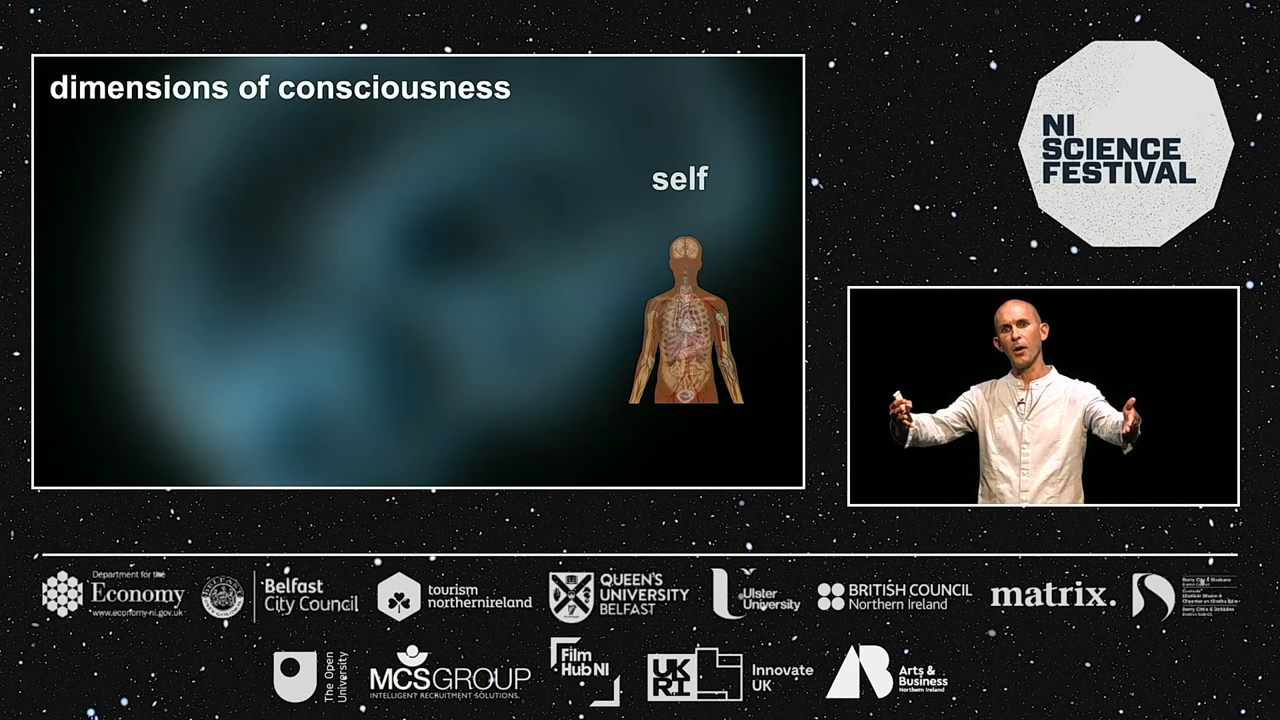 dimensions of consciousness
self
NI
SCIENCE
FESTIVAL
Department for the
Economy
www.economy-ni.gov.uk
Belfast
City Council
tourism
northernireland
QUEEN'S
UNIVERSITY
BELFAST
Ulster
University
BRITISH COUNCIL
Northern Ireland
matrix.
The Open
University
MCSGROUP
INTELLIGENT RECRUITMENT SOLUTIONS.
Film
Hub NI
UK
RI
Innovate
UK
AB
Arts &
Business
Northern Ireland